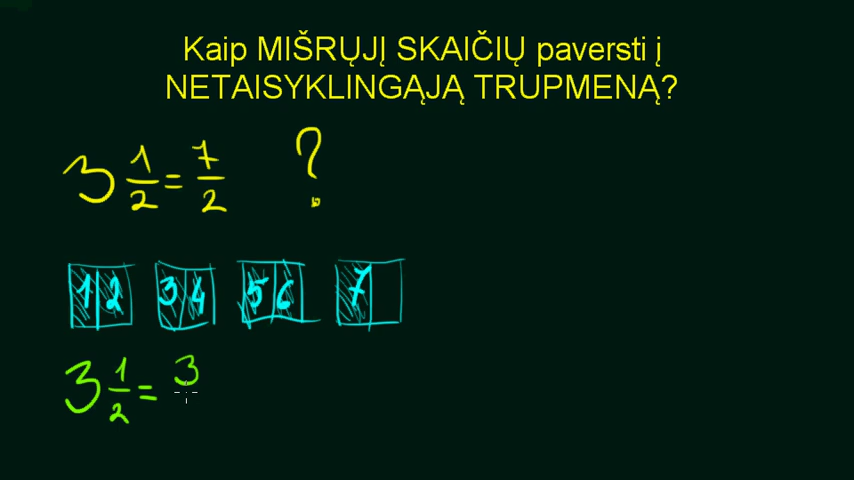 Kaip MIŠRŲJĮ SKAIČIŲ paversti į
NETAISYKLINGĄJĄ TRUPMENĄ?
3 1/2 = 7/2 ?
1 2 3 4 5 6 7
3 1/2 = 3